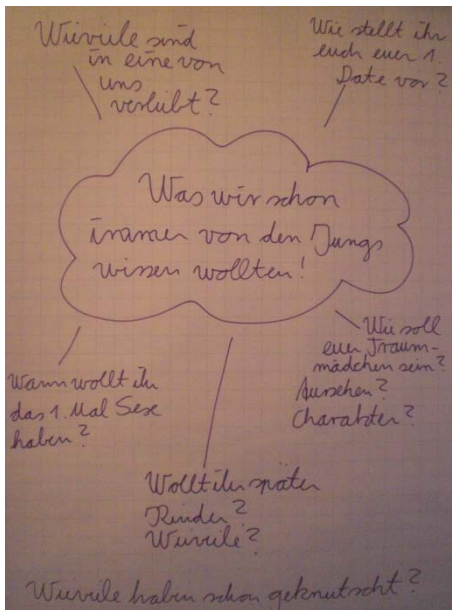 Wieviele sind
in eine von
uns
verliebt?
Wie stellt ihr
euch euer 1.
Date vor?
Was wir schon
immer von den Jungs
wissen wollten!
Wie soll
euer Traum-
mädchen sein?
Aussehen?
Charakter?
Wann wollt ihr
das 1. Mal Sex
haben?
Wollt ihr später
Kinder?
Wieviele?
Wieviele haben schon geknutscht?